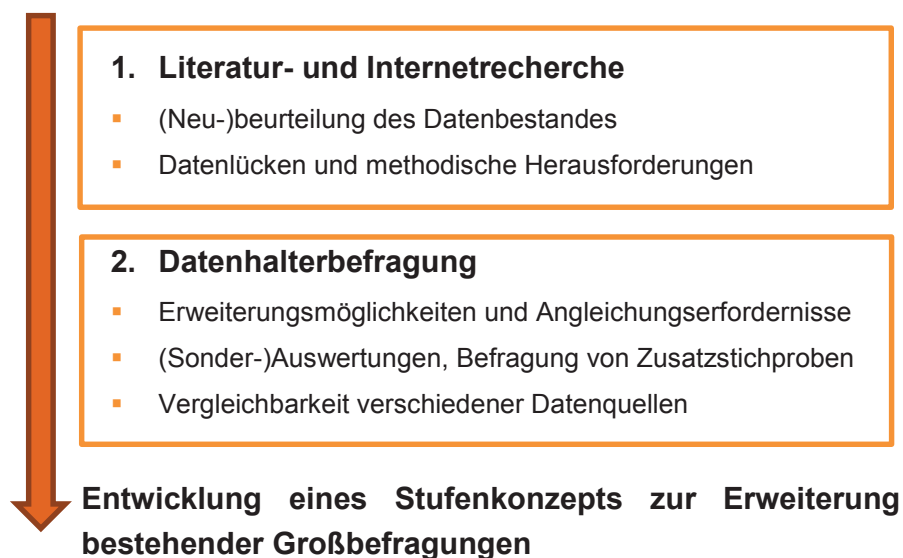 1. Literatur- und Internetrecherche
▪ (Neu-)beurteilung des Datenbestandes
▪ Datenlücken und methodische Herausforderungen
2. Datenhalterbefragung
▪ Erweiterungsmöglichkeiten und Angleichungserfordernisse
▪ (Sonder-)Auswertungen, Befragung von Zusatzstichproben
▪ Vergleichbarkeit verschiedener Datenquellen
Entwicklung eines Stufenkonzepts zur Erweiterung
bestehender Großbefragungen